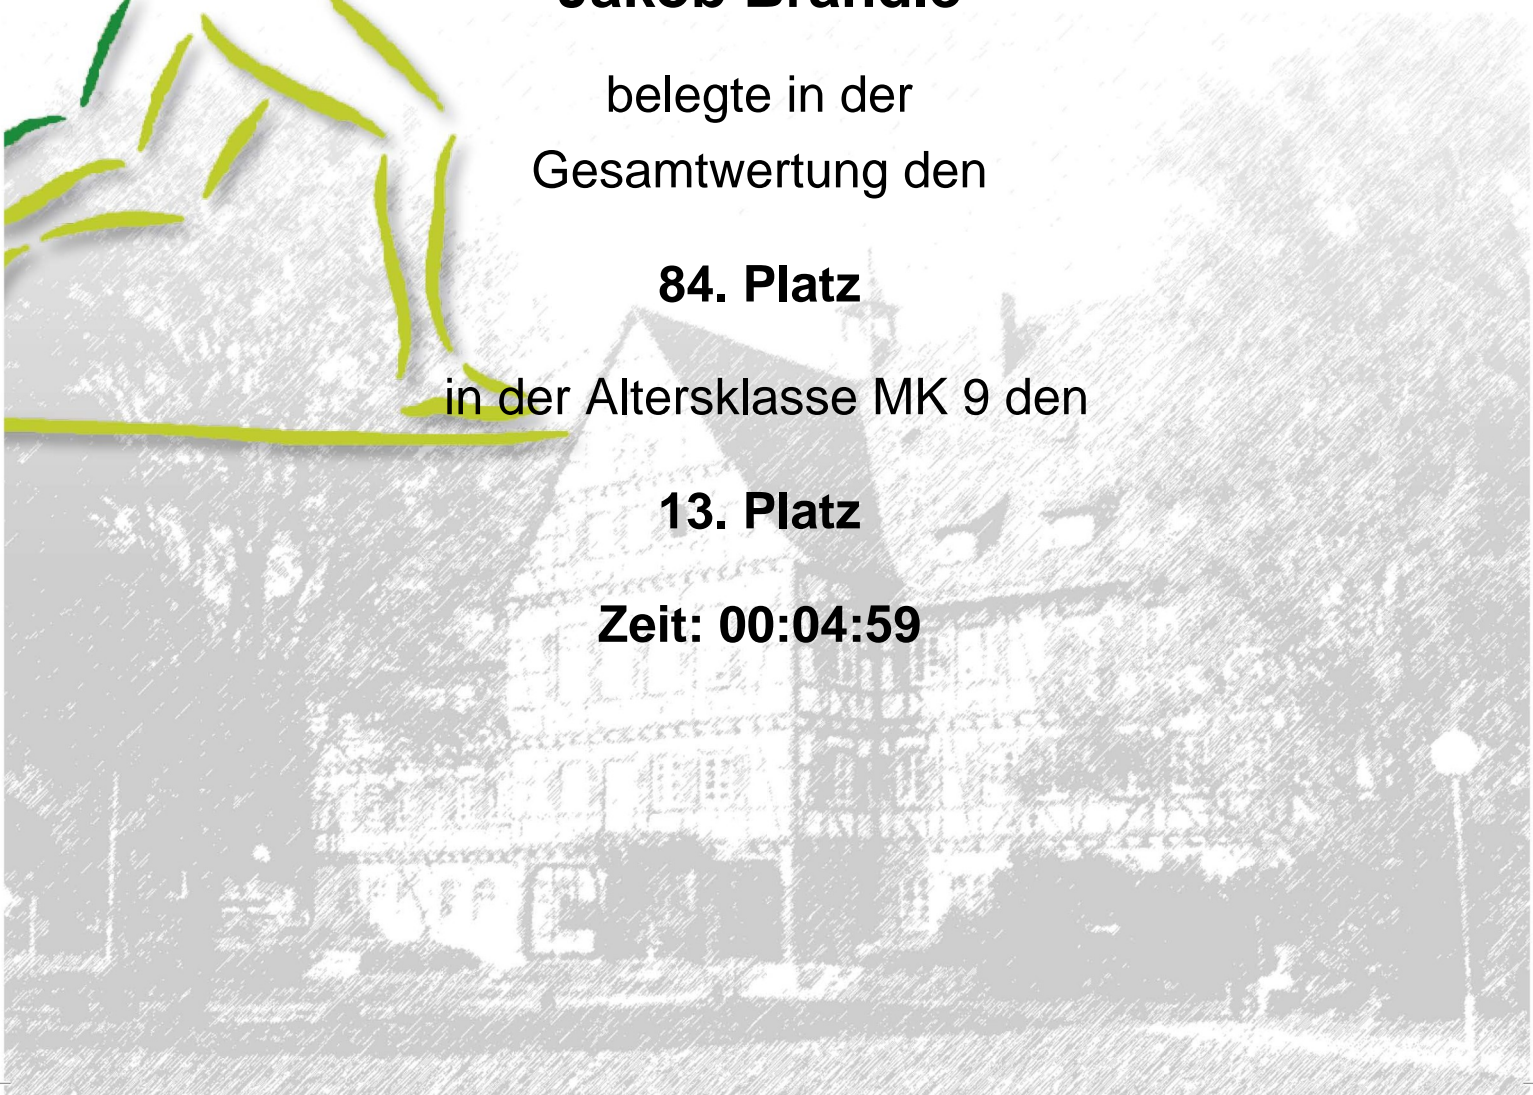 belegte in der
Gesamtwertung den
84. Platz
in der Altersklasse MK 9 den
13. Platz
Zeit: 00:04:59